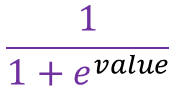 1
1 + e^value